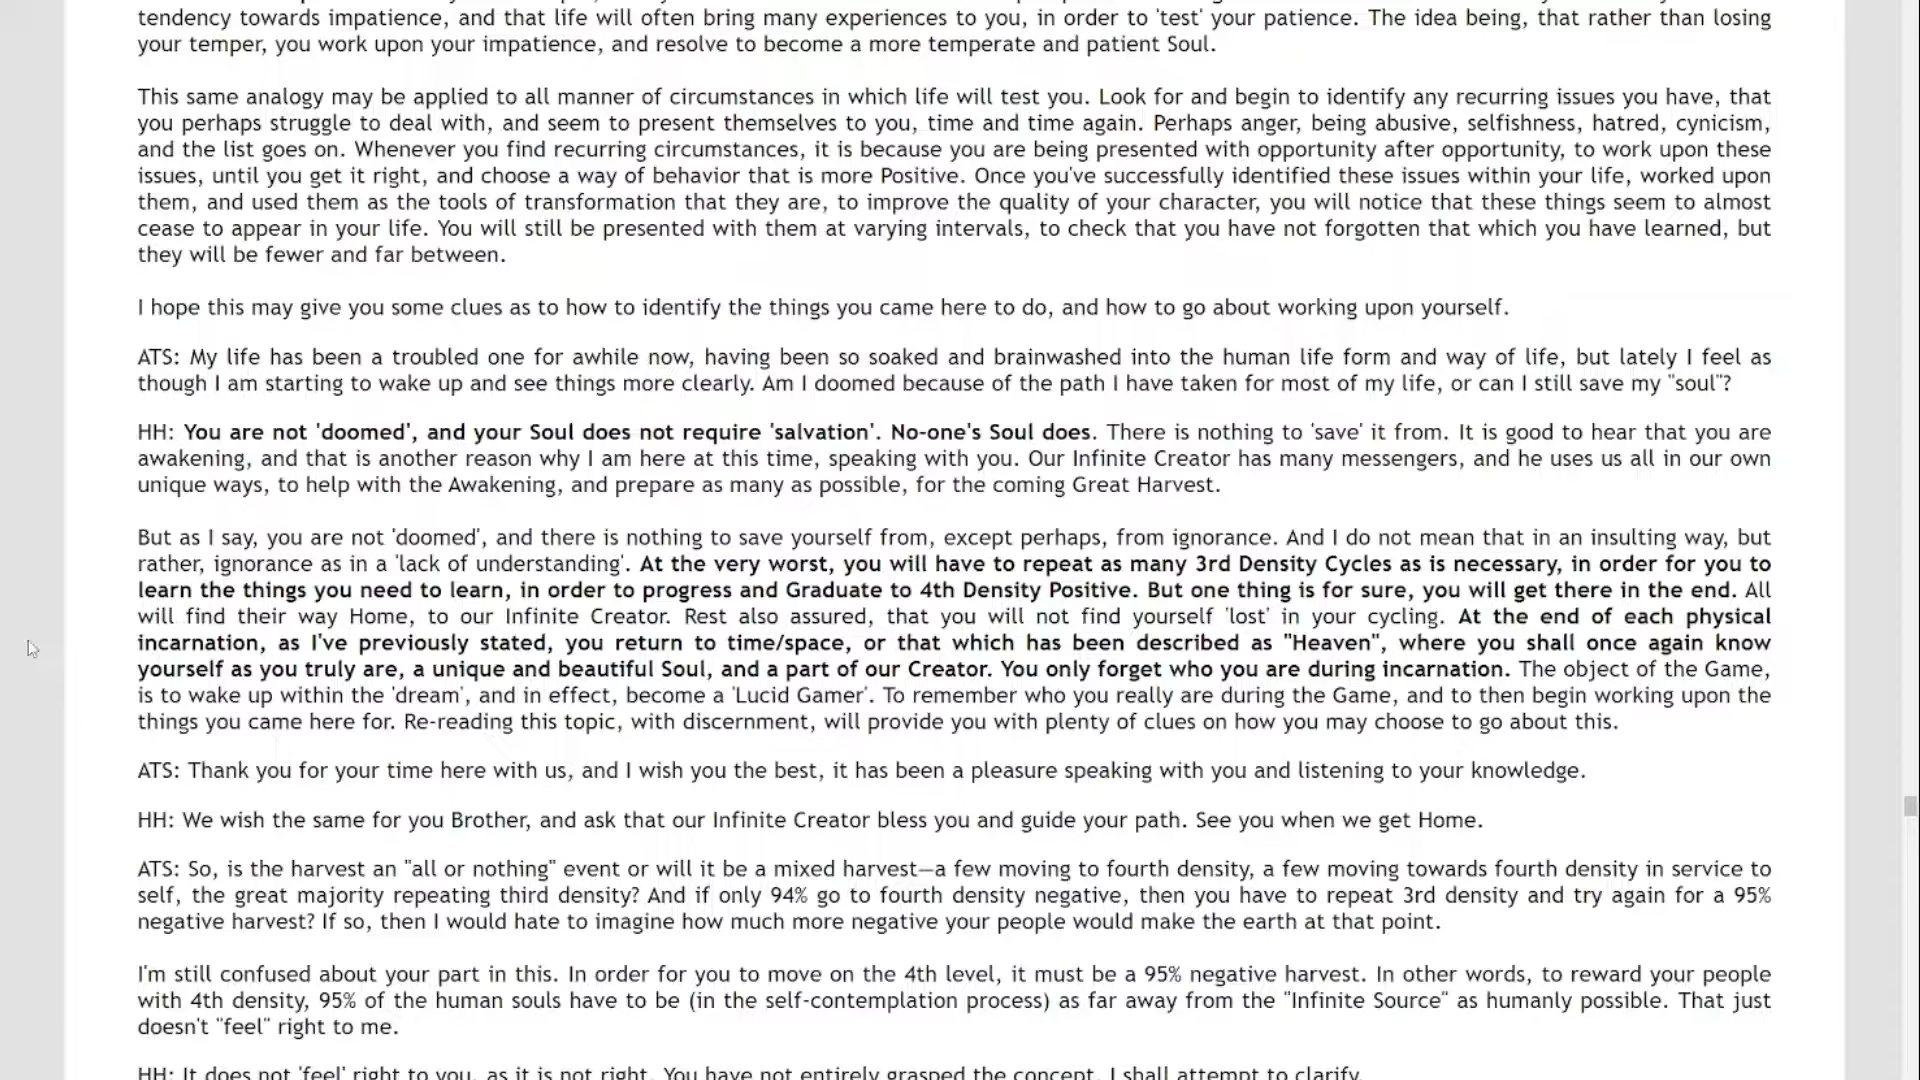 tendency towards impatience, and that life will often bring many experiences to you, in order to 'test' your patience. The idea being, that rather than losing
your temper, you work upon your impatience, and resolve to become a more temperate and patient Soul.
This same analogy may be applied to all manner of circumstances in which life will test you. Look for and begin to identify any recurring issues you have, that
you perhaps struggle to deal with, and seem to present themselves to you, time and time again. Perhaps anger, being abusive, selfishness, hatred, cynicism,
and the list goes on. Whenever you find recurring circumstances, it is because you are being presented with opportunity after opportunity, to work upon these
issues, until you get it right, and choose a way of behavior that is more Positive. Once you've successfully identified these issues within your life, worked upon
them, and used them as the tools of transformation that they are, to improve the quality of your character, you will notice that these things seem to almost
cease to appear in your life. You will still be presented with them at varying intervals, to check that you have not forgotten that which you have learned, but
they will be fewer and far between.
I hope this may give you some clues as to how to identify the things you came here to do, and how to go about working upon yourself.
ATS: My life has been a troubled one for awhile now, having been so soaked and brainwashed into the human life form and way of life, but lately I feel as
though I am starting to wake up and see things more clearly. Am I doomed because of the path I have taken for most of my life, or can I still save my "soul"?
HH: You are not 'doomed', and your Soul does not require 'salvation'. No-one's Soul does. There is nothing to 'save' it from. It is good to hear that you are
awakening, and that is another reason why I am here at this time, speaking with you. Our Infinite Creator has many messengers, and he uses us all in our own
unique ways, to help with the Awakening, and prepare as many as possible, for the coming Great Harvest.
But as I say, you are not 'doomed', and there is nothing to save yourself from, except perhaps, from ignorance. And I do not mean that in an insulting way, but
rather, ignorance as in a 'lack of understanding'. At the very worst, you will have to repeat as many 3rd Density Cycles as is necessary, in order for you to
learn the things you need to learn, in order to progress and Graduate to 4th Density Positive. But one thing is for sure, you will get there in the end. All
will find their way Home, to our Infinite Creator. Rest also assured, that you will not find yourself 'lost' in your cycling. At the end of each physical
incarnation, as I've previously stated, you return to time/space, or that which has been described as "Heaven", where you shall once again know
yourself as you truly are, a unique and beautiful Soul, and a part of our Creator. You only forget who you are during incarnation. The object of the Game,
is to wake up within the 'dream', and in effect, become a 'Lucid Gamer'. To remember who you really are during the Game, and to then begin working upon the
things you came here for. Re-reading this topic, with discernment, will provide you with plenty of clues on how you may choose to go about this.
ATS: Thank you for your time here with us, and I wish you the best, it has been a pleasure speaking with you and listening to your knowledge.
HH: We wish the same for you Brother, and ask that our Infinite Creator bless you and guide your path. See you when we get Home.
ATS: So, is the harvest an "all or nothing" event or will it be a mixed harvest—a few moving to fourth density, a few moving towards fourth density in service to
self, the great majority repeating third density? And if only 94% go to fourth density negative, then you have to repeat 3rd density and try again for a 95%
negative harvest? If so, then I would hate to imagine how much more negative your people would make the earth at that point.
I'm still confused about your part in this. In order for you to move on the 4th level, it must be a 95% negative harvest. In other words, to reward your people
with 4th density, 95% of the human souls have to be (in the self-contemplation process) as far away from the "Infinite Source" as humanly possible. That just
doesn't "feel" right to me.
HH: It does not 'feel' right to you, as it is not right. You have not entirely grasped the concept. I shall attempt to clarify.